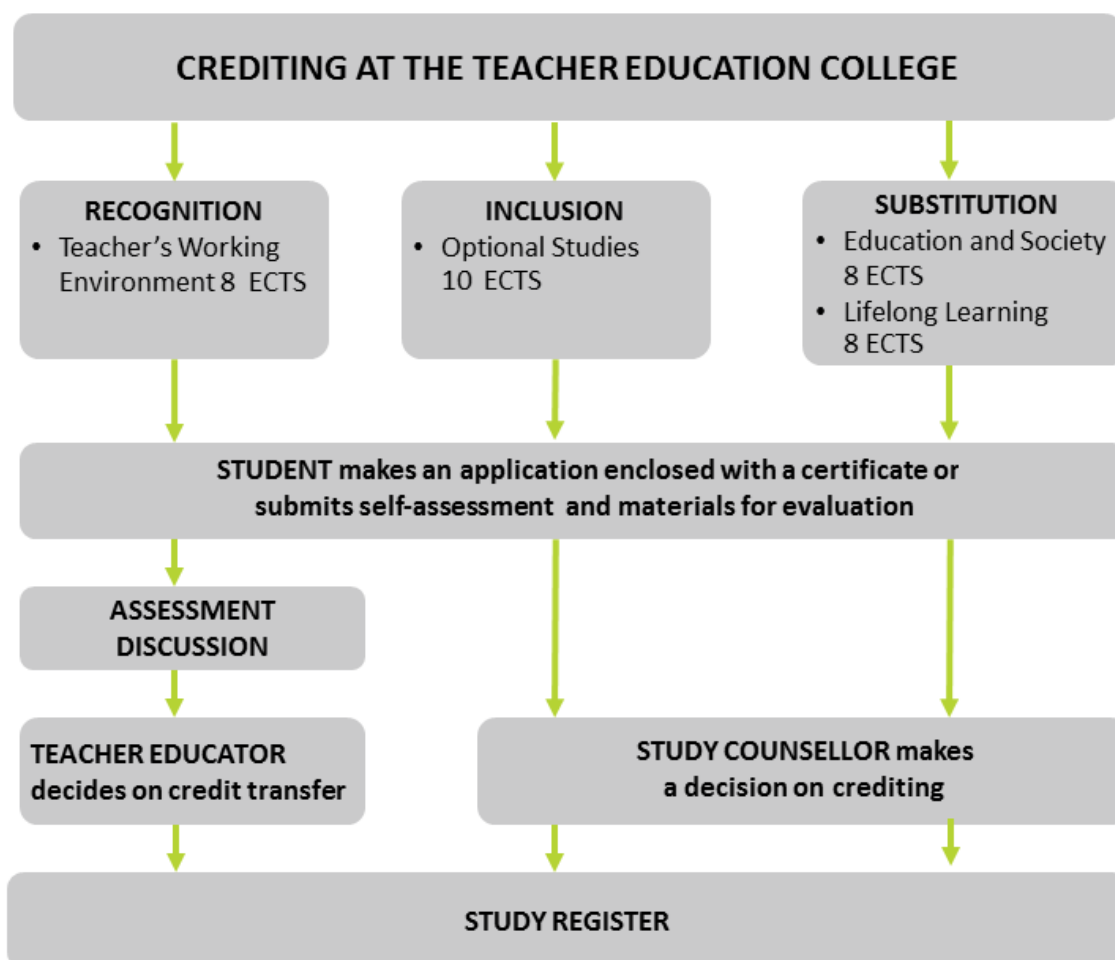 CREDITING AT THE TEACHER EDUCATION COLLEGE
RECOGNITION
• Teacher's Working
Environment 8 ECTS
INCLUSION
• Optional Studies
10 ECTS
SUBSTITUTION
• Education and Society
8 ECTS
• Lifelong Learning
8 ECTS
STUDENT makes an application enclosed with a certificate or
submits self-assessment and materials for evaluation
ASSESSMENT
DISCUSSION
TEACHER EDUCATOR
decides on credit transfer
STUDY COUNSELLOR makes
a decision on crediting
STUDY REGISTER